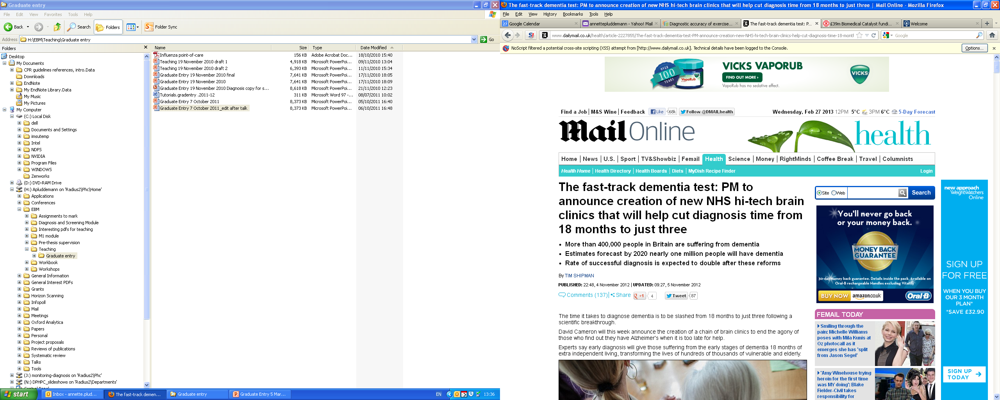 Graduate entry
File Edit View Favorites Tools Help
Back Search Folders Folder Sync
Address H:\EBM\Teaching\Graduate entry Go
Folders
Desktop
My Documents
CPR guidelines references, intro.Data
Downloads
EndNote
My EndNote Library.Data
My Music
My Pictures
My Computer
(C:) Local Disk
dell
Documents and Settings
imsutemp
Intel
NDPS
NVIDIA
Program Files
WINDOWS
Zenworks
(D:) DVD-RAM Drive
(H:) Apluddemann on 'Radius2\Phc\Home'
Applications
Conferences
EBM
Assignments to mark
Diagnosis and Screening Module
Interesting pdfs for teaching
M1 module
Pre-thesis supervision
Teaching
Graduate entry
Workbook
Workshops
General Information
General Interest PDFs
Grants
Horizon Scanning
Infopoll
Mail
Meetings
Oxford Analytica
Papers
Personal
Project proposals
Reviews of publications
Systematic review
Talks
Tools
(J:) monitoring-diagnosis on 'Radius2\Phc'
(N:) DPHPC_slideshows on 'Radius2\Departments'
Name Size Type Date Modified
Influenza point-of-care 156 KB Adobe Acrobat Doc... 18/10/2010 15:40
Teaching 19 November 2010 draft 1 4,918 KB Microsoft PowerPoi... 09/11/2010 13:04
Teaching 19 November 2010 draft 2 6,393 KB Microsoft PowerPoi... 11/11/2010 15:34
Graduate Entry 19 November 2010 final 7,641 KB Microsoft PowerPoi... 17/11/2010 18:05
Graduate Entry 19 November 2010 7,641 KB Microsoft PowerPoi... 17/11/2010 18:09
Graduate Entry 19 November 2010 Diagnosis copy for s... 8,618 KB Microsoft PowerPoi... 21/11/2010 12:23
Tutorials.gradentry .2011-12 311 KB Microsoft Word 97 -... 08/07/2011 10:02
Graduate Entry 7 October 2011 8,373 KB Microsoft PowerPoi... 05/10/2011 16:40
Graduate Entry 7 October 2011_edit after talk 8,373 KB Microsoft PowerPoi... 06/10/2011 16:48
start Inbox - annette.plud... The fast-track demen... Graduate entry Graduate Entry 5 Mar... EN 13:36
The fast-track dementia test: PM to announce creation of new NHS hi-tech brain clinics that will help cut diagnosis time from 18 months to just three | Mail Online - Mozilla Firefox
File Edit View History Bookmarks Tools Help
27 Google Calendar annettepluddemann - Yahoo! Mail Diagnostic accuracy of exercise... The fast-track dementia test: P... £39m Biomedical Catalyst fundi... Welcome
www.dailymail.co.uk/health/article-2227855/The-fast-track-dementia-test-PM-announce-creation-new-NHS-hi-tech-brain-clinics-help-cut-diagnosis-time-18-mont Google
NoScript filtered a potential cross-site scripting (XSS) attempt from [http://www.dailymail.co.uk]. Technical details have been logged to the Console. Options...
OVER 100 YEARS
VapoRub
VICKS VAPORUB
FIND OUT MORE
VapoRub has no sedative effect.
VICKS
Find a Job M&S Wine Feedback Like 68k Follow @DMAILhealth Wednesday, Feb 27 2013 12PM 5°C 3PM 6°C 5-Day Forecast
Mail Online health
Home News U.S. Sport TV&Showbiz Femail Health Science Money RightMinds Coffee Break Travel Columnists
Health Home Health Directory Health Boards Diets MyDish Recipe Finder Login
The fast-track dementia test: PM to
announce creation of new NHS hi-tech brain
clinics that will help cut diagnosis time from
18 months to just three
• More than 400,000 people in Britain are suffering from dementia
• Estimates forecast by 2020 nearly one million people will have dementia
• Rate of successful diagnosis is expected to double after these reforms
By TIM SHIPMAN
PUBLISHED: 22:48, 4 November 2012 | UPDATED: 09:27, 5 November 2012
Comments (137) Share +1 4 Tweet 87
The time it takes to diagnose dementia is to be slashed from 18 months to just three following a
scientific breakthrough.
David Cameron will this week announce the creation of a chain of brain clinics to end the agony of
those who find out they have Alzheimer's when it is too late for help.
Experts say early diagnosis will give those suffering from the early stages of dementia 18 months of
extra independent living, transforming the lives of hundreds of thousands of vulnerable and elderly.
Site Web Search
You'll never go back
or your money back.
MONEY BACK
GUARANTEE
30-day money back guarantee. Details inside the pack. Available on
Oral-B rechargeable Handles excluding Vitality
BUY NOW amazon.co.uk Oral-B
FEMAIL TODAY
Smiling through the
pain: Michelle Williams
poses with Mila Kunis at
Oz photocall as it
emerges she has 'split
from Jason Segel'
'Amy Winehouse trying
heroin for the first time
was MY doing': Blake
Fielder-Civil takes
responsibility for
new approach
WeightWatchers
Online
SIGN UP
FOR FREE
WHEN YOU BUY
OUR 3 MONTH
PLAN*
*SAVE £32.90
SIGN UP
TODAY